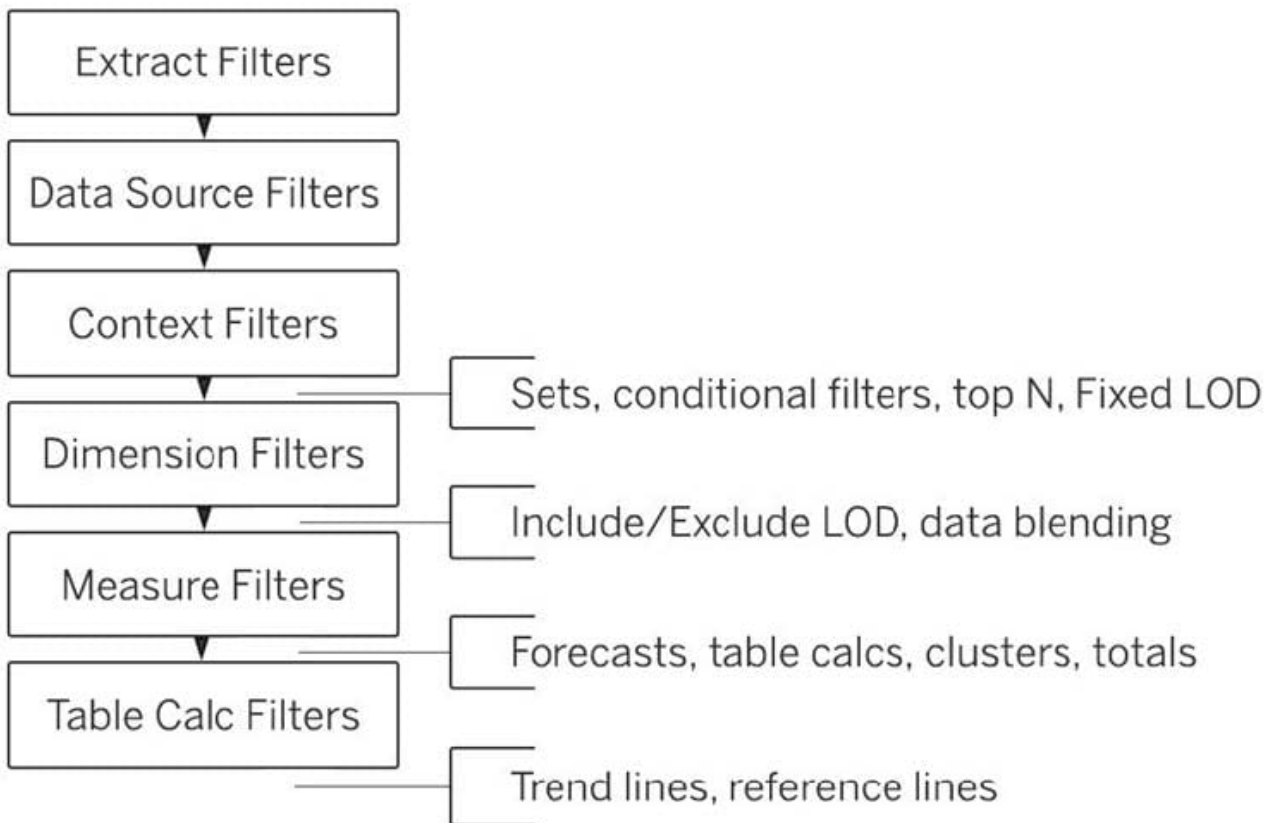 Extract Filters
Data Source Filters
Context Filters
Sets, conditional filters, top N, Fixed LOD
Dimension Filters
Include/Exclude LOD, data blending
Measure Filters
Forecasts, table calcs, clusters, totals
Table Calc Filters
Trend lines, reference lines